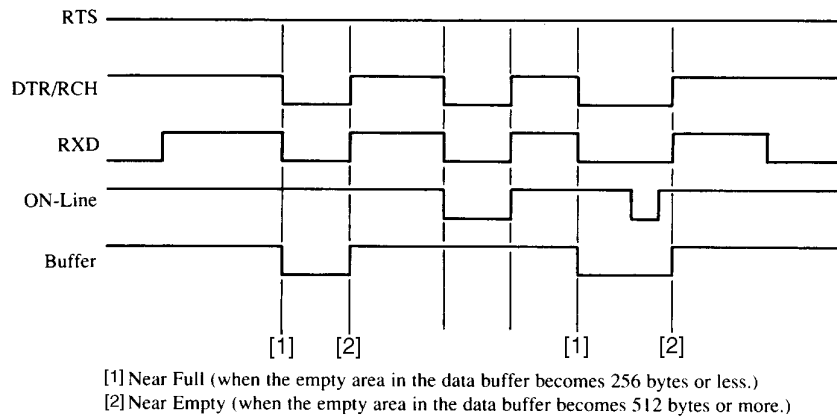 RTS
DTR/RCH
RXD
ON-Line
Buffer
[1] [2] [1] [2]
[1] Near Full (when the empty area in the data buffer becomes 256 bytes or less.)
[2] Near Empty (when the empty area in the data buffer becomes 512 bytes or more.)